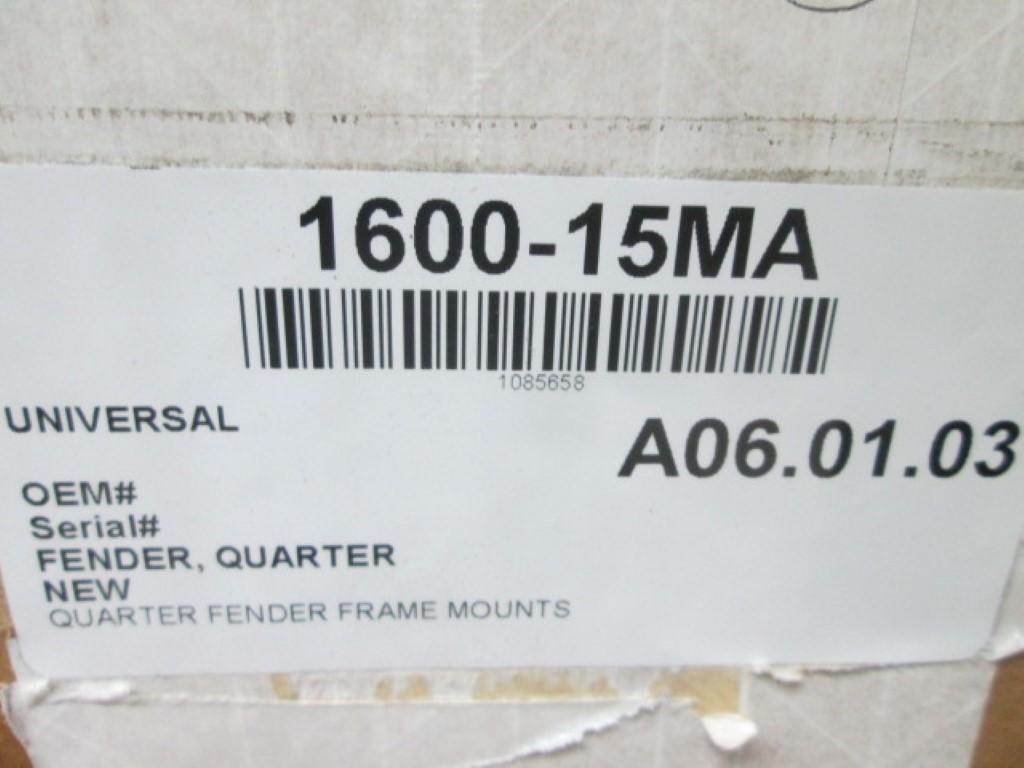 1600-15MA
1085658
UNIVERSAL
A06.01.03
OEM#
Serial#
FENDER, QUARTER
NEW
QUARTER FENDER FRAME MOUNTS